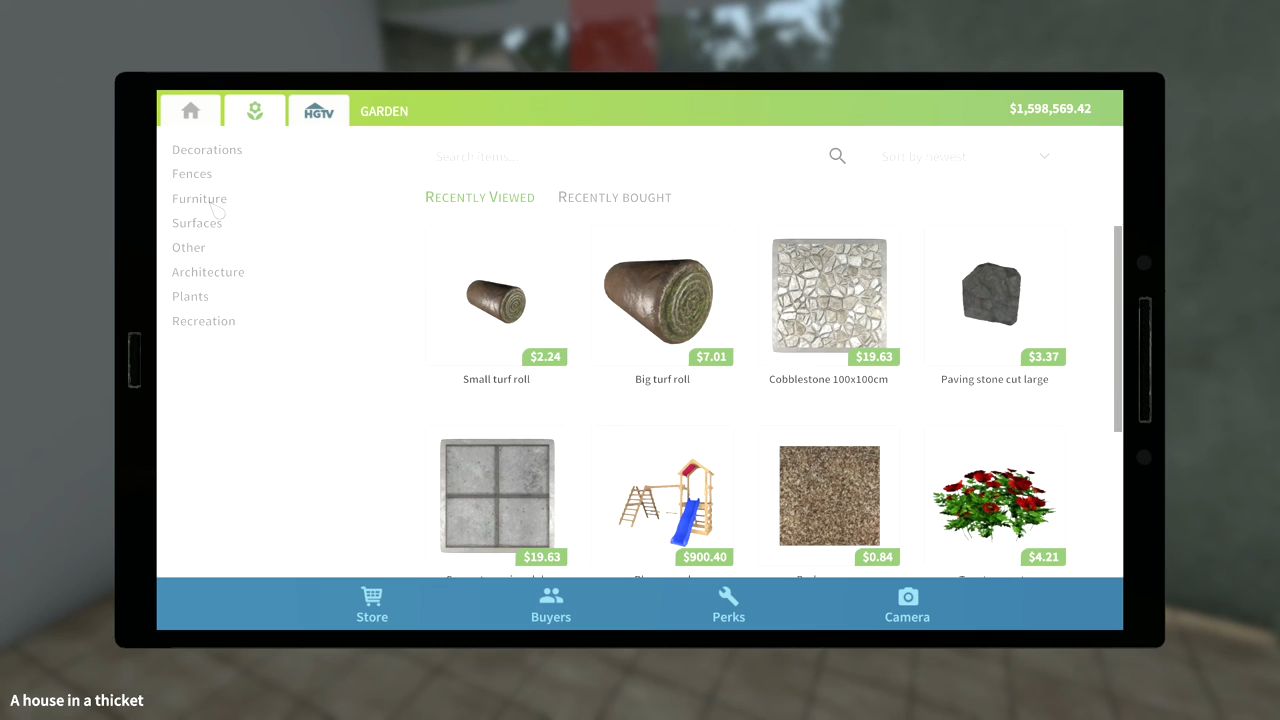 HGTV
GARDEN
$1,598,569.42
Decorations
Fences
Furniture
Surfaces
Other
Architecture
Plants
Recreation
Search items...
Sort by newest
RECENTLY VIEWED
RECENTLY BOUGHT
$2.24
$7.01
$19.63
$3.37
Small turf roll
Big turf roll
Cobblestone 100x100cm
Paving stone cut large
$19.63
$900.40
$0.84
$4.21
Store
Buyers
Perks
Camera
A house in a thicket